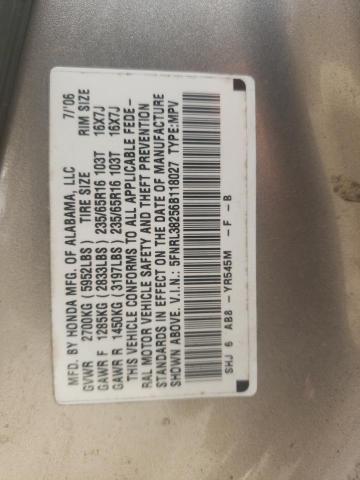 MFD. BY HONDA MFG. OF ALABAMA, LLC 7/06
GVWR 2700KG (5952LBS) TIRE SIZE RIM SIZE
GAWR F 1285KG (2833LBS) 235/65R16 103T 16X7J
GAWR R 1450KG (3197LBS) 235/65R16 103T 16X7J
THIS VEHICLE CONFORMS TO ALL APPLICABLE FEDE-
RAL MOTOR VEHICLE SAFETY AND THEFT PREVENTION
STANDARDS IN EFFECT ON THE DATE OF MANUFACTURE
SHOWN ABOVE. V.I.N.: 5FNRL38256B118027 TYPE:MPV
SHJ 6 AB8 -YR545M -F -B